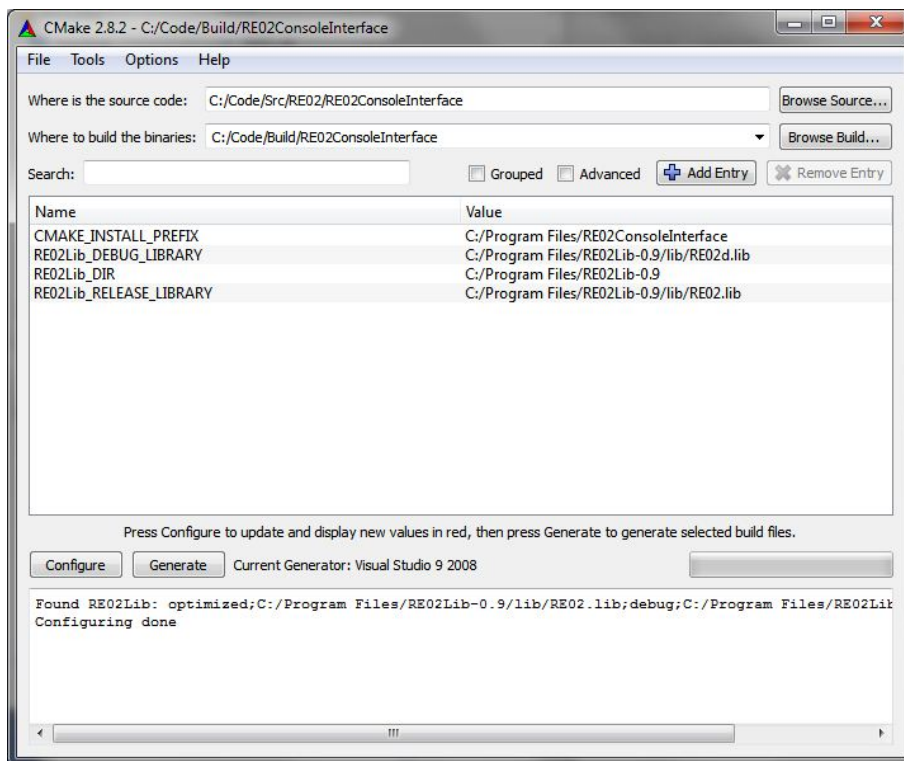 CMake 2.8.2 - C:/Code/Build/RE02ConsoleInterface
File Tools Options Help
Where is the source code: C:/Code/Src/RE02/RE02ConsoleInterface Browse Source...
Where to build the binaries: C:/Code/Build/RE02ConsoleInterface Browse Build...
Search: Grouped Advanced Add Entry Remove Entry
Name Value
CMAKE_INSTALL_PREFIX C:/Program Files/RE02ConsoleInterface
RE02Lib_DEBUG_LIBRARY C:/Program Files/RE02Lib-0.9/lib/RE02d.lib
RE02Lib_DIR C:/Program Files/RE02Lib-0.9
RE02Lib_RELEASE_LIBRARY C:/Program Files/RE02Lib-0.9/lib/RE02.lib
Press Configure to update and display new values in red, then press Generate to generate selected build files.
Configure Generate Current Generator: Visual Studio 9 2008
Found RE02Lib: optimized;C:/Program Files/RE02Lib-0.9/lib/RE02.lib;debug;C:/Program Files/RE02Lib
Configuring done